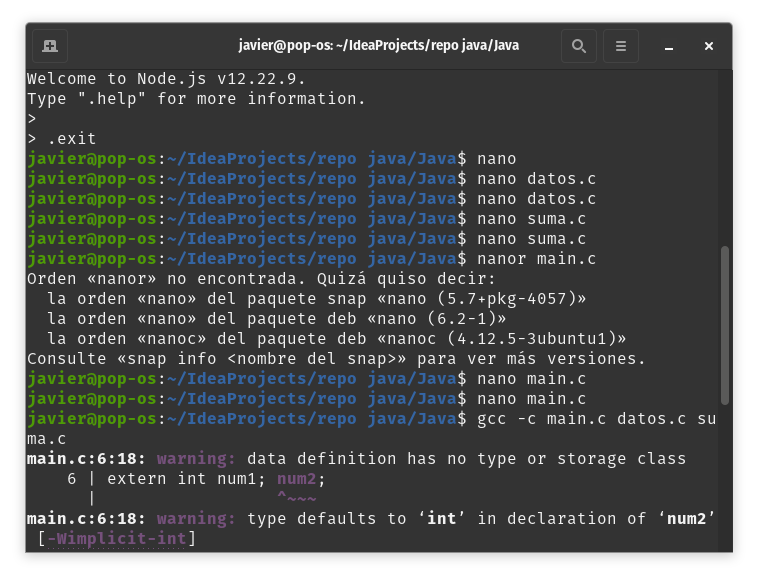 javier@pop-os: ~/IdeaProjects/repo java/Java
Welcome to Node.js v12.22.9.
Type ".help" for more information.
>
> .exit
javier@pop-os:~/IdeaProjects/repo java/Java$ nano
javier@pop-os:~/IdeaProjects/repo java/Java$ nano datos.c
javier@pop-os:~/IdeaProjects/repo java/Java$ nano datos.c
javier@pop-os:~/IdeaProjects/repo java/Java$ nano suma.c
javier@pop-os:~/IdeaProjects/repo java/Java$ nano suma.c
javier@pop-os:~/IdeaProjects/repo java/Java$ nanor main.c
Orden «nanor» no encontrada. Quizá quiso decir:
  la orden «nano» del paquete snap «nano (5.7+pkg-4057)»
  la orden «nano» del paquete deb «nano (6.2-1)»
  la orden «nanoc» del paquete deb «nanoc (4.12.5-3ubuntu1)»
Consulte «snap info <nombre del snap>» para ver más versiones.
javier@pop-os:~/IdeaProjects/repo java/Java$ nano main.c
javier@pop-os:~/IdeaProjects/repo java/Java$ nano main.c
javier@pop-os:~/IdeaProjects/repo java/Java$ gcc -c main.c datos.c su
ma.c
main.c:6:18: warning: data definition has no type or storage class
    6 | extern int num1; num2;
      |                  ^~~~
main.c:6:18: warning: type defaults to ‘int’ in declaration of ‘num2’
 [-Wimplicit-int]